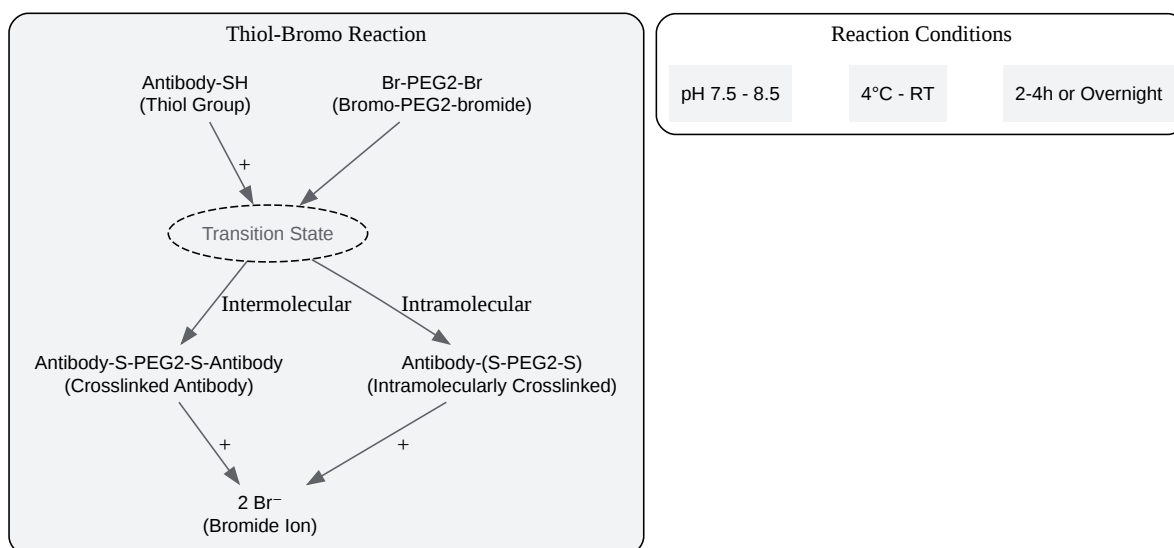 Thiol-Bromo Reaction
Antibody-SH
(Thiol Group)
Br-PEG2-Br
(Bromo-PEG2-bromide)
+
Transition State
Intermolecular
Intramolecular
Antibody-S-PEG2-S-Antibody
(Crosslinked Antibody)
Antibody-(S-PEG2-S)
(Intramolecularly Crosslinked)
+
+
2 Br⁻
(Bromide Ion)
Reaction Conditions
pH 7.5 - 8.5
4°C - RT
2-4h or Overnight